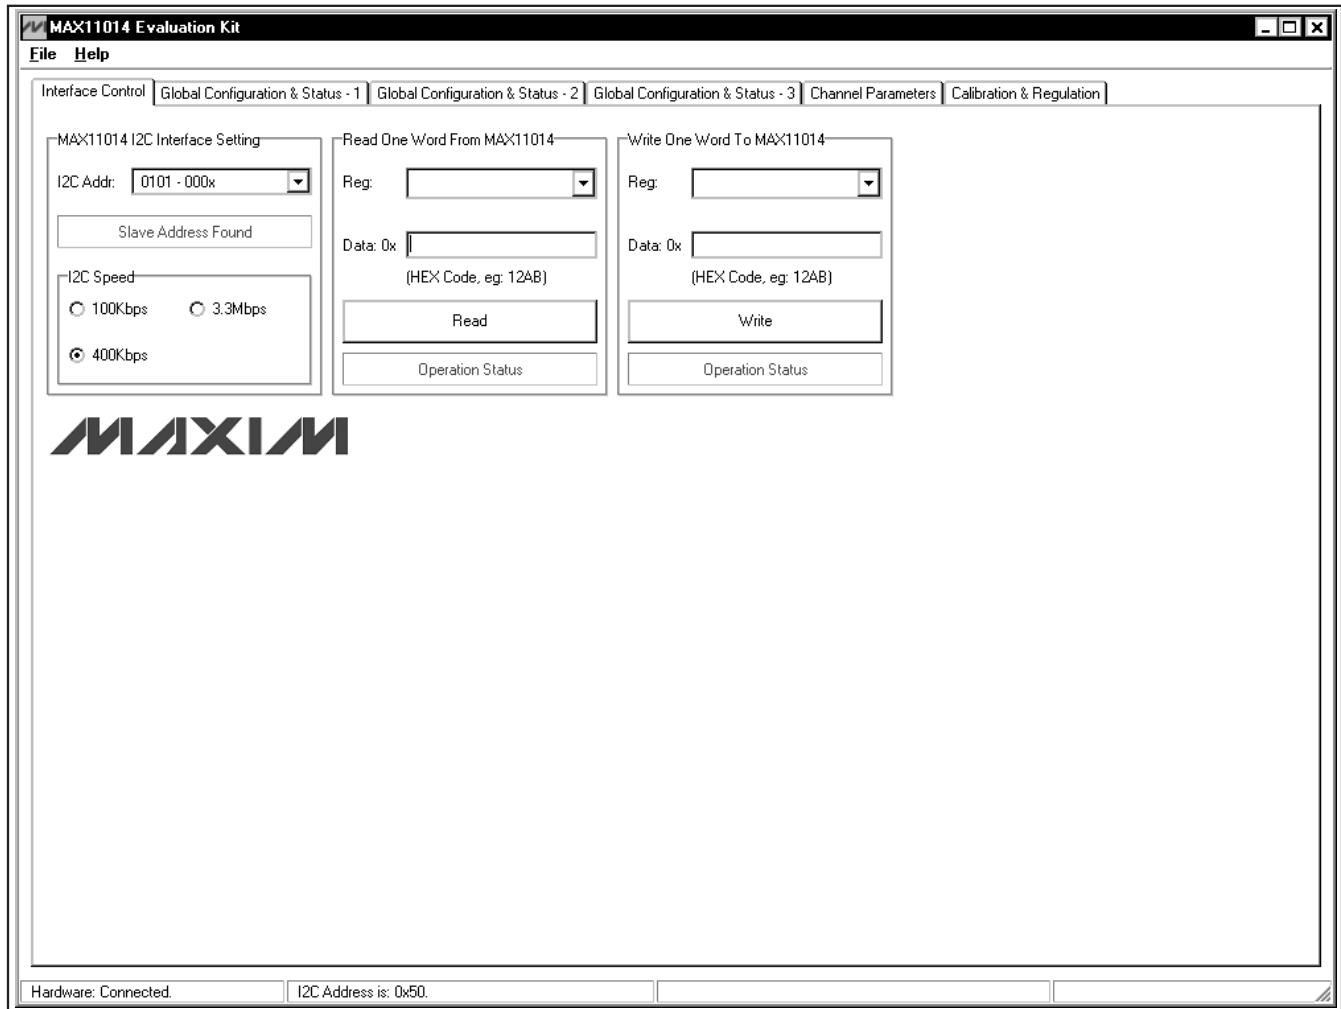 MAX11014 Evaluation Kit
File Help
Interface Control Global Configuration & Status - 1 Global Configuration & Status - 2 Global Configuration & Status - 3 Channel Parameters Calibration & Regulation
MAX11014 I2C Interface Setting
I2C Addr: 0101 - 000x
Slave Address Found
I2C Speed
100Kbps 3.3Mbps
400Kbps
Read One Word From MAX11014
Reg:
Data: 0x
(HEX Code, eg: 12AB)
Read
Operation Status
Write One Word To MAX11014
Reg:
Data: 0x
(HEX Code, eg: 12AB)
Write
Operation Status
MAXIM
Hardware: Connected. I2C Address is: 0x50.